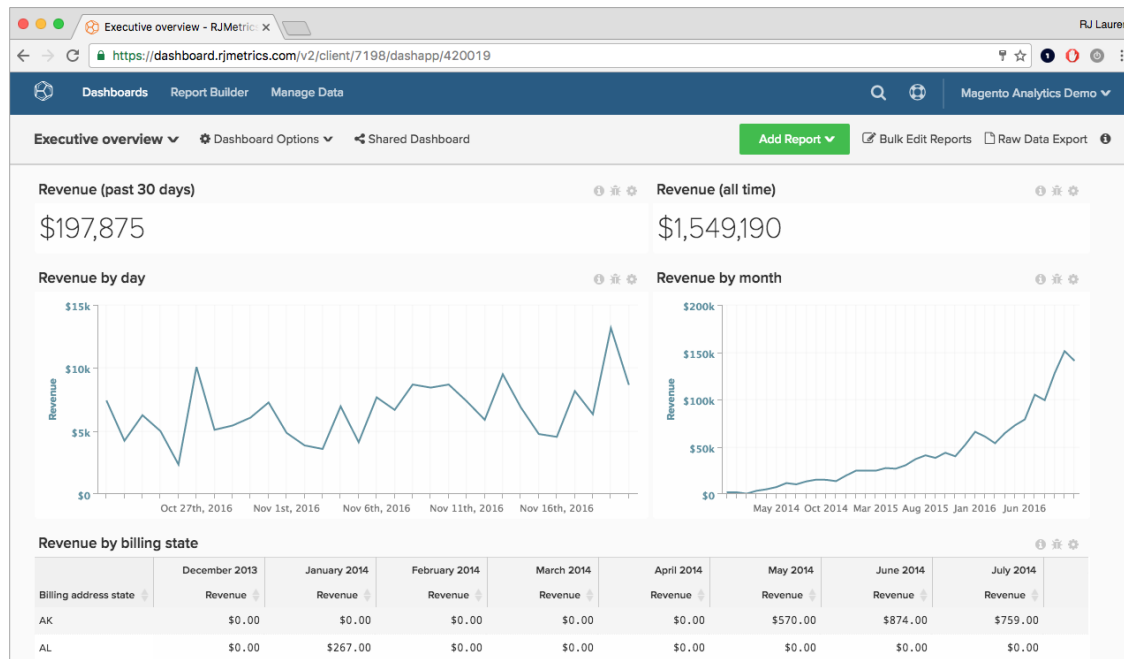 Executive overview - RJMetric
RJ Laure
https://dashboard.rjmetrics.com/v2/client/7198/dashapp/420019
Dashboards Report Builder Manage Data Magento Analytics Demo
Executive overview Dashboard Options Shared Dashboard Add Report Bulk Edit Reports Raw Data Export
Revenue (past 30 days)
$197,875
Revenue (all time)
$1,549,190
Revenue by day
$15k
$10k
$5k
$0
Revenue
Oct 27th, 2016 Nov 1st, 2016 Nov 6th, 2016 Nov 11th, 2016 Nov 16th, 2016
Revenue by month
$200k
$150k
$100k
$50k
$0
Revenue
May 2014 Oct 2014 Mar 2015 Aug 2015 Jan 2016 Jun 2016
Revenue by billing state
December 2013 January 2014 February 2014 March 2014 April 2014 May 2014 June 2014 July 2014
Billing address state Revenue Revenue Revenue Revenue Revenue Revenue Revenue Revenue
AK $0.00 $0.00 $0.00 $0.00 $0.00 $570.00 $874.00 $759.00
AL $0.00 $267.00 $0.00 $0.00 $0.00 $0.00 $0.00 $0.00